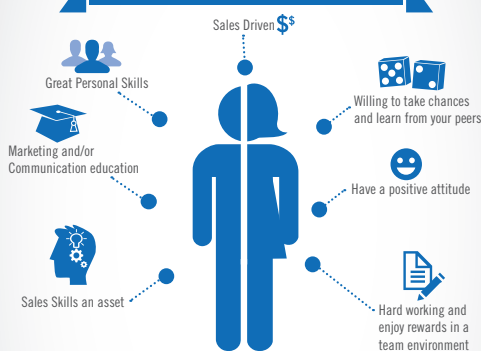 Sales Driven $$
Great Personal Skills
Willing to take chances
and learn from your peers
Marketing and/or
Communication education
Have a positive attitude
Sales Skills an asset
Hard working and
enjoy rewards in a
team environment